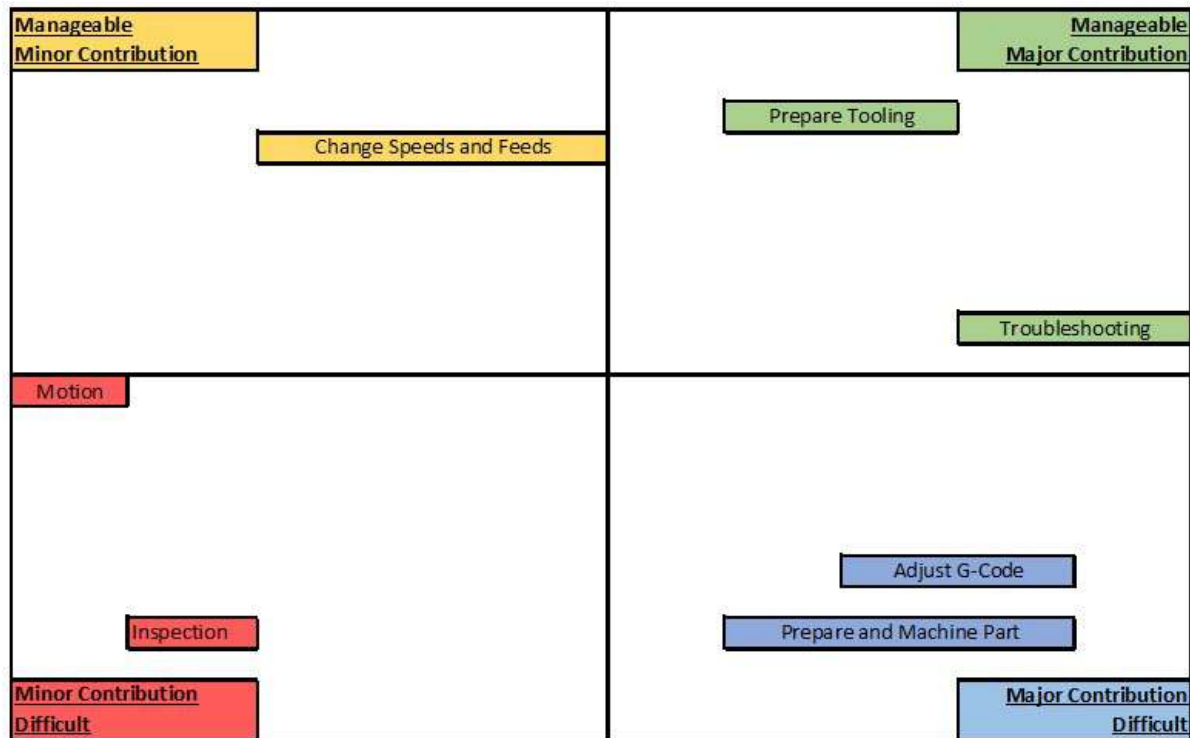 Manageable
Minor Contribution
Manageable
Major Contribution
Prepare Tooling
Change Speeds and Feeds
Troubleshooting
Motion
Adjust G-Code
Inspection
Prepare and Machine Part
Minor Contribution
Difficult
Major Contribution
Difficult